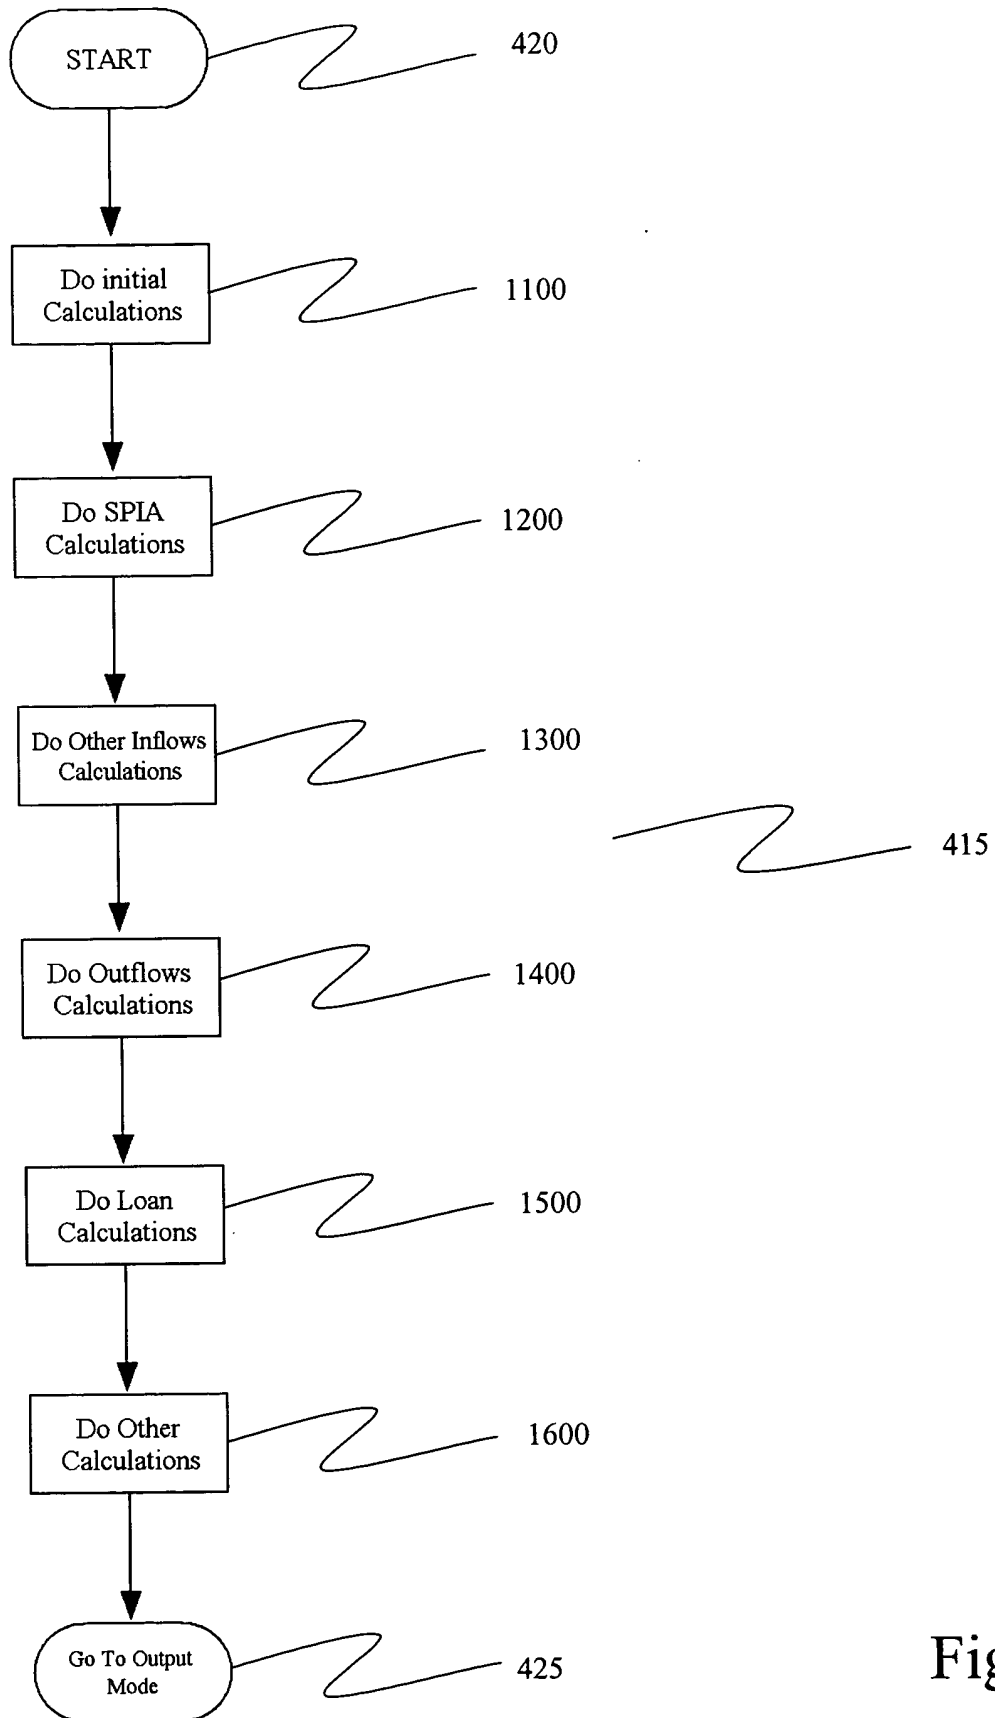 START
420
Do initial
Calculations
1100
Do SPIA
Calculations
1200
Do Other Inflows
Calculations
1300
415
Do Outflows
Calculations
1400
Do Loan
Calculations
1500
Do Other
Calculations
1600
Go To Output
Mode
425
Fig